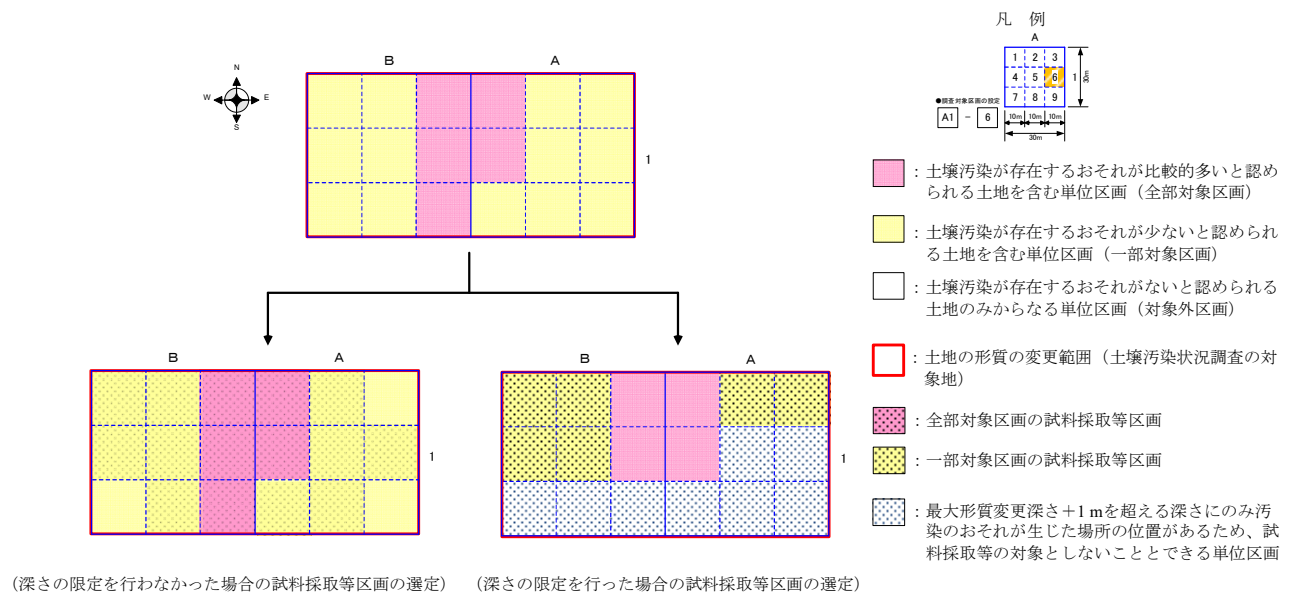 凡 例
A
1 2 3
4 5 6
7 8 9
1
30m
●調査対象区画の設定
A1 - 6
10m 10m 10m
30m
N
W E
S
B A
1
：土壌汚染が存在するおそれが比較的多いと認め
られる土地を含む単位区画（全部対象区画）
：土壌汚染が存在するおそれが少ないと認められ
る土地を含む単位区画（一部対象区画）
：土壌汚染が存在するおそれがないと認められる
土地のみからなる単位区画（対象外区画）
：土地の形質の変更範囲（土壌汚染状況調査の対
象地）
：全部対象区画の試料採取等区画
：一部対象区画の試料採取等区画
：最大形質変更深さ＋1 mを超える深さにのみ汚
染のおそれが生じた場所の位置があるため、試
料採取等の対象としないこととできる単位区画
B A
1
B A
1
（深さの限定を行わなかった場合の試料採取等区画の選定）
（深さの限定を行った場合の試料採取等区画の選定）